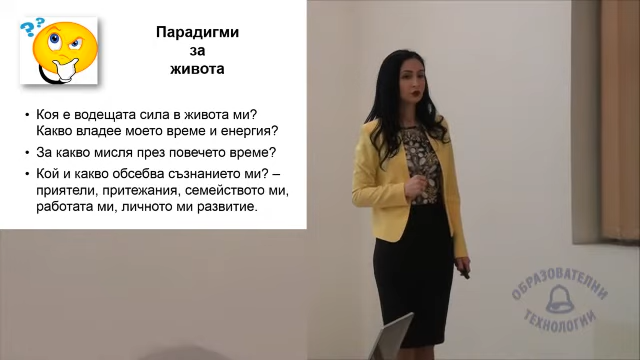 ??
Парадигми
за
живота
• Коя е водещата сила в живота ми?
Какво владее моето време и енергия?
• За какво мисля през повечето време?
• Кой и какво обсебва съзнанието ми? –
приятели, притежания, семейството ми,
работата ми, личното ми развитие.
ОБРАЗОВАТЕЛНИ
ТЕХНОЛОГИИ